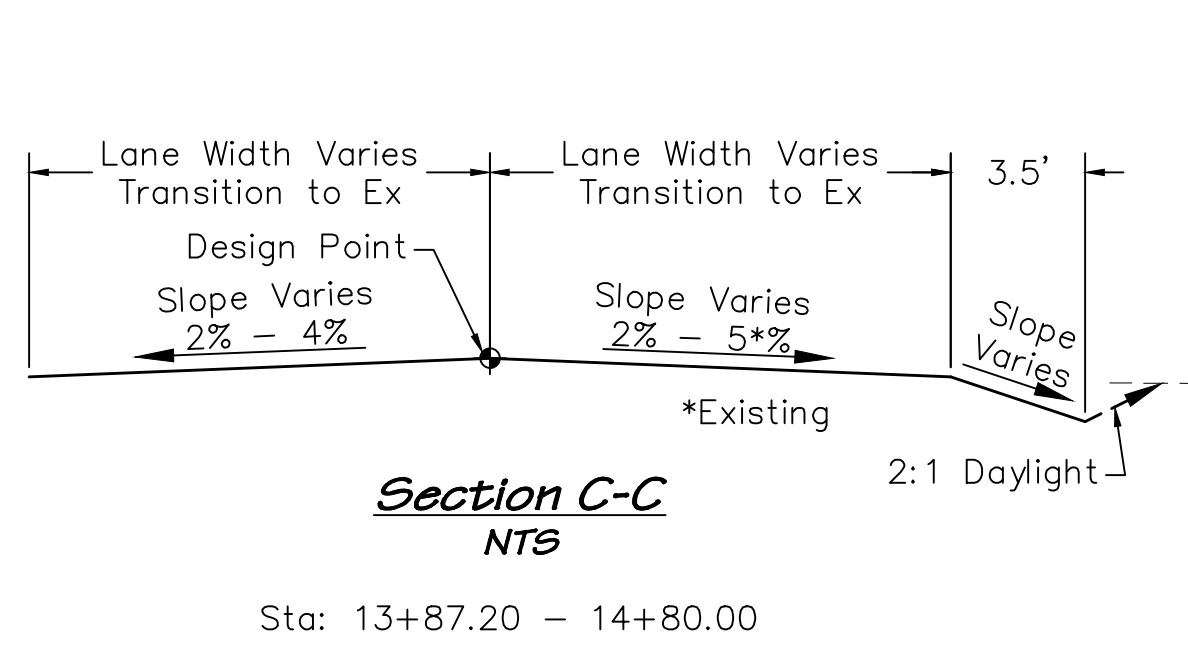 Lane Width Varies
Transition to Ex
Lane Width Varies
Transition to Ex
3.5'
Design Point
Slope Varies
2% - 4%
Slope Varies
2% - 5*%
Slope
Varies
*Existing
2:1 Daylight
Section C-C
NTS
Sta: 13+87.20 - 14+80.00